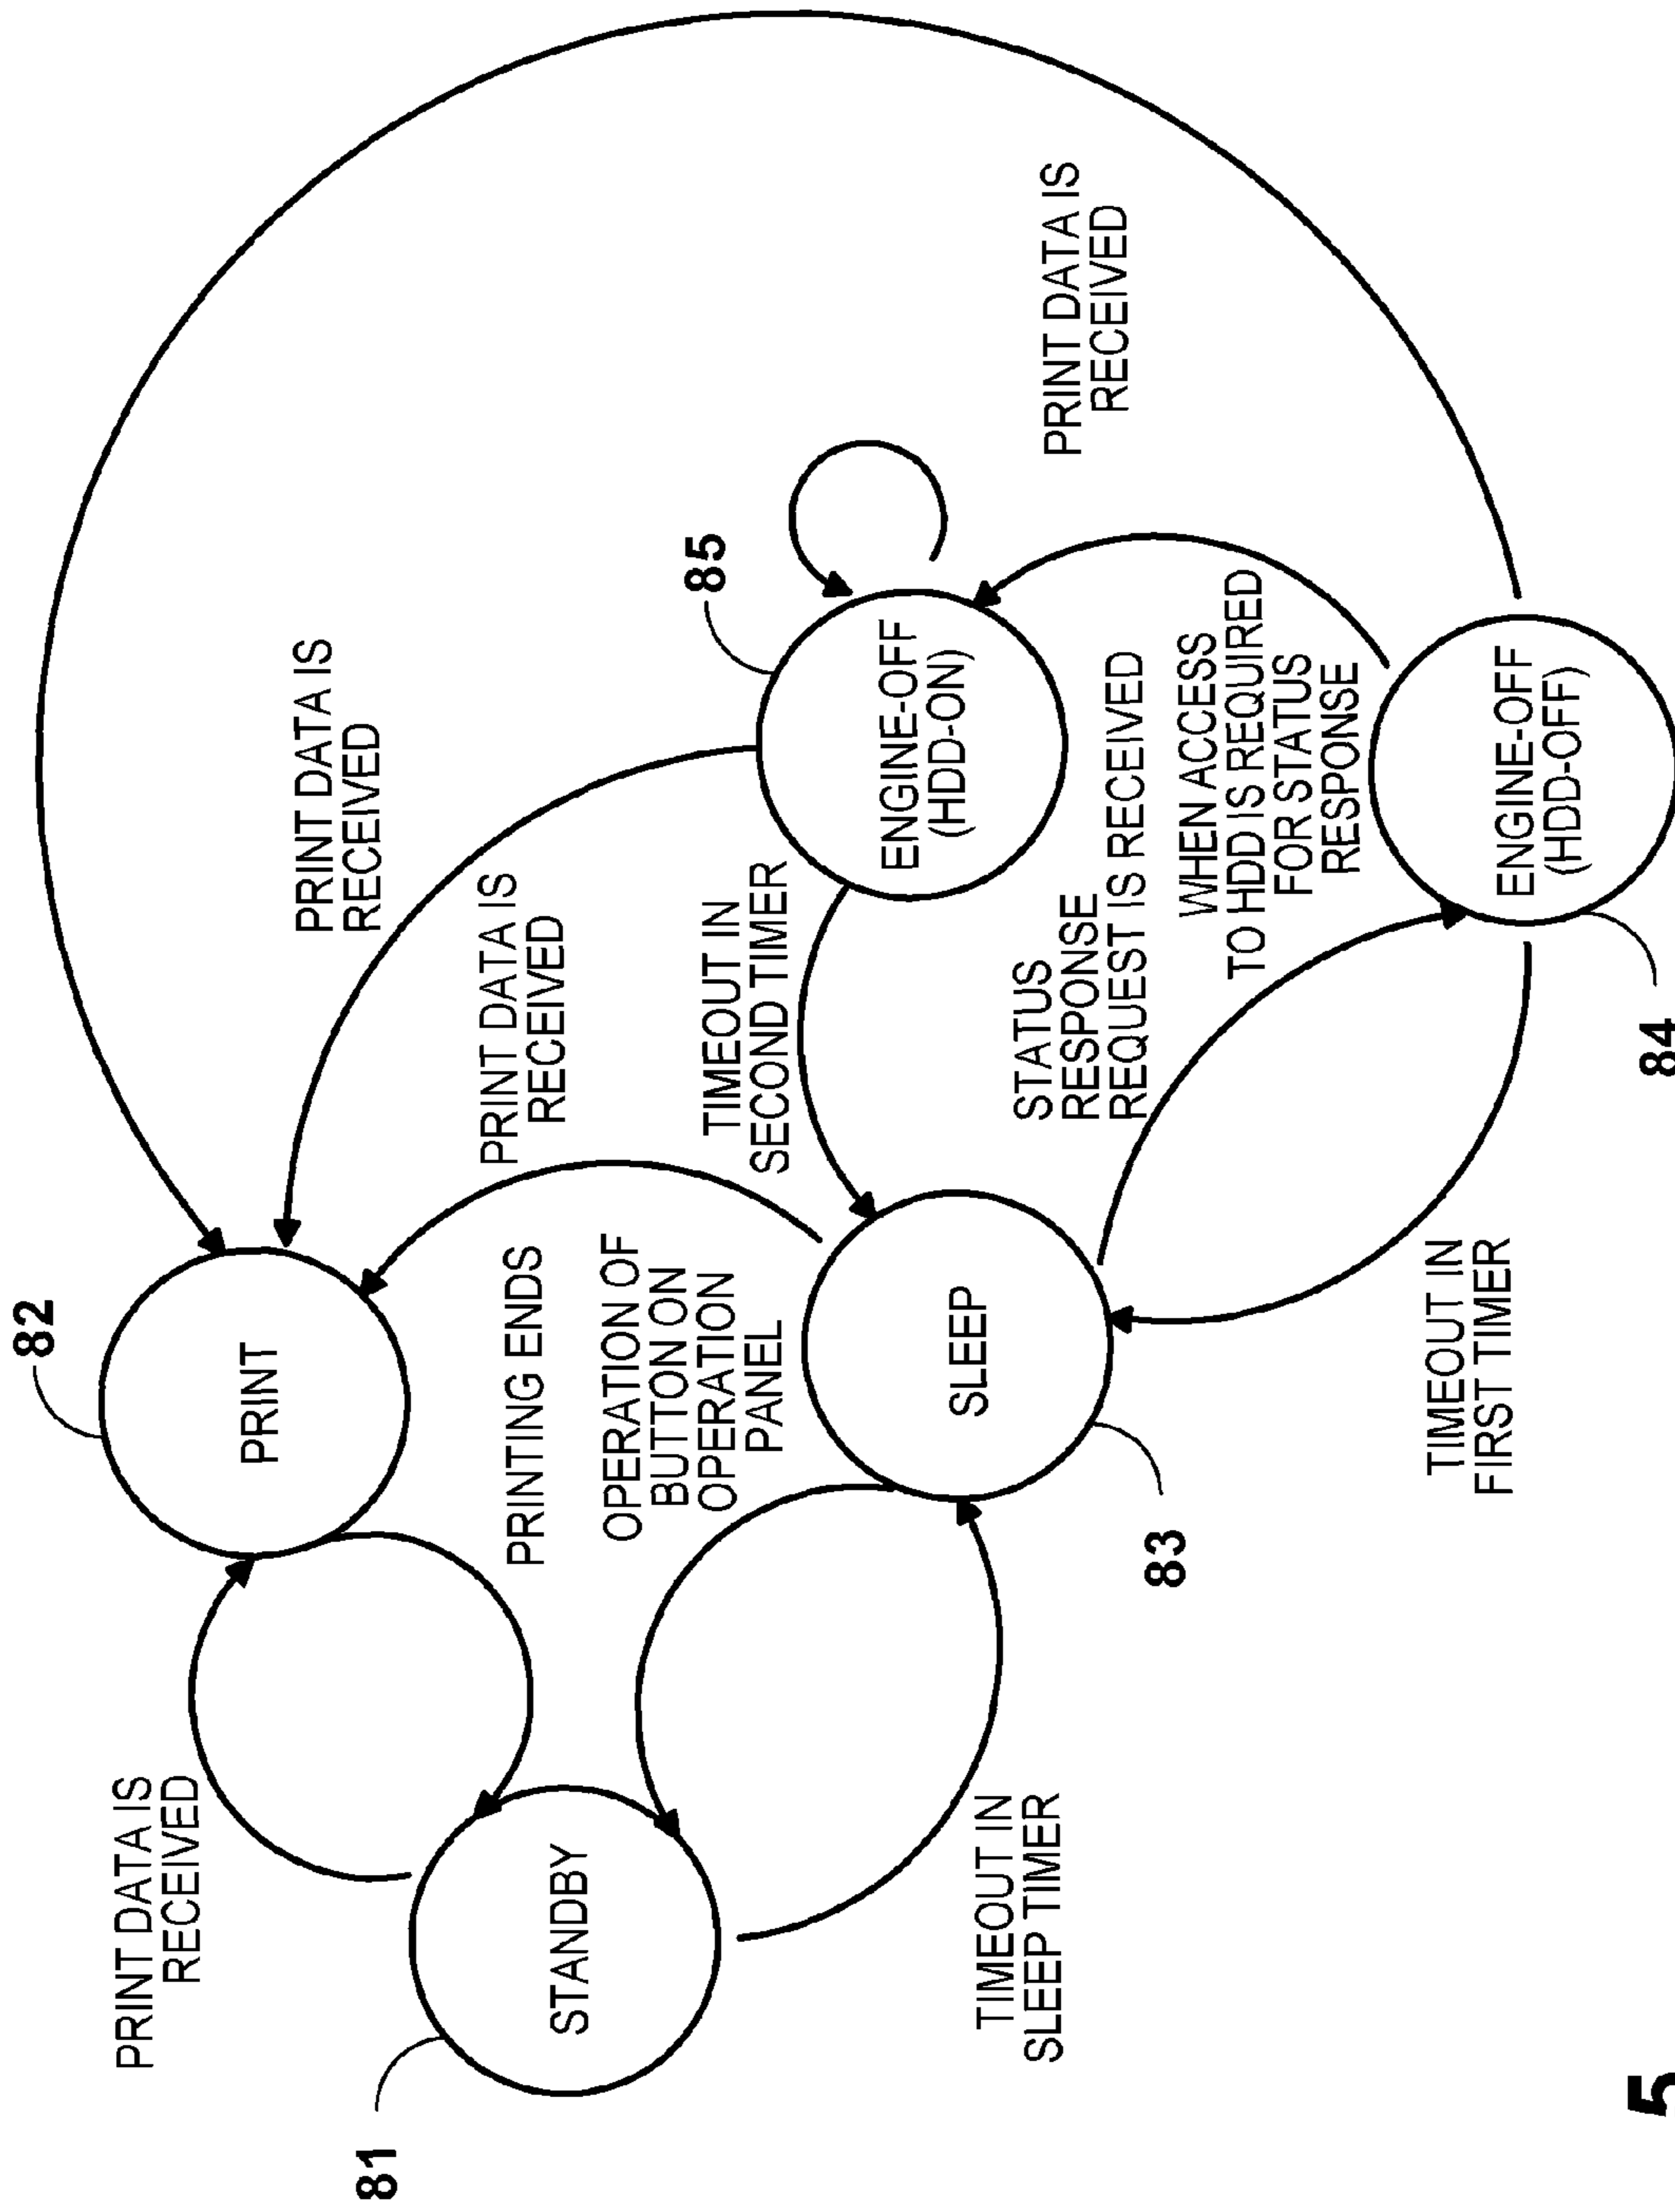 82
PRINT DATA IS
RECEIVED
PRINT
PRINT DATA IS
RECEIVED
81
PRINT DATA IS
RECEIVED
PRINTING ENDS
STANDBY
OPERATION OF
BUTTON ON
OPERATION
PANEL
85
TIMEOUT IN
SECOND TIMER
ENGINE-OFF
(HDD-ON)
SLEEP
TIMEOUT IN
SLEEP TIMER
STATUS
RESPONSE
REQUEST IS RECEIVED
PRINT DATA IS
RECEIVED
83
WHEN ACCESS
TO HDD IS REQUIRED
FOR STATUS
RESPONSE
TIMEOUT IN
FIRST TIMER
ENGINE-OFF
(HDD-OFF)
84
5